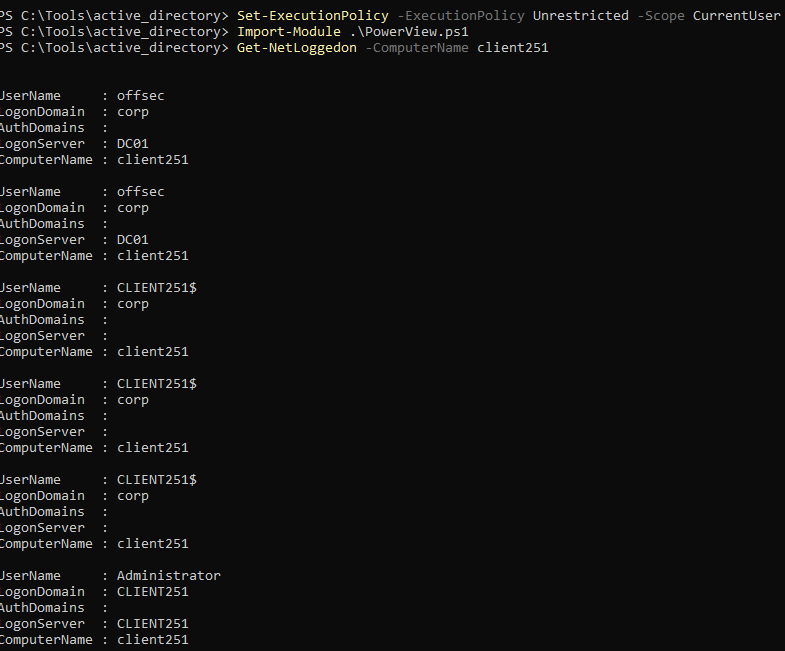 PS C:\Tools\active_directory> Set-ExecutionPolicy -ExecutionPolicy Unrestricted -Scope CurrentUser
PS C:\Tools\active_directory> Import-Module .\PowerView.ps1
PS C:\Tools\active_directory> Get-NetLoggedon -ComputerName client251
UserName     : offsec
LogonDomain  : corp
AuthDomains  :
LogonServer  : DC01
ComputerName : client251
UserName     : offsec
LogonDomain  : corp
AuthDomains  :
LogonServer  : DC01
ComputerName : client251
UserName     : CLIENT251$
LogonDomain  : corp
AuthDomains  :
LogonServer  :
ComputerName : client251
UserName     : CLIENT251$
LogonDomain  : corp
AuthDomains  :
LogonServer  :
ComputerName : client251
UserName     : CLIENT251$
LogonDomain  : corp
AuthDomains  :
LogonServer  :
ComputerName : client251
UserName     : Administrator
LogonDomain  : CLIENT251
AuthDomains  :
LogonServer  : CLIENT251
ComputerName : client251